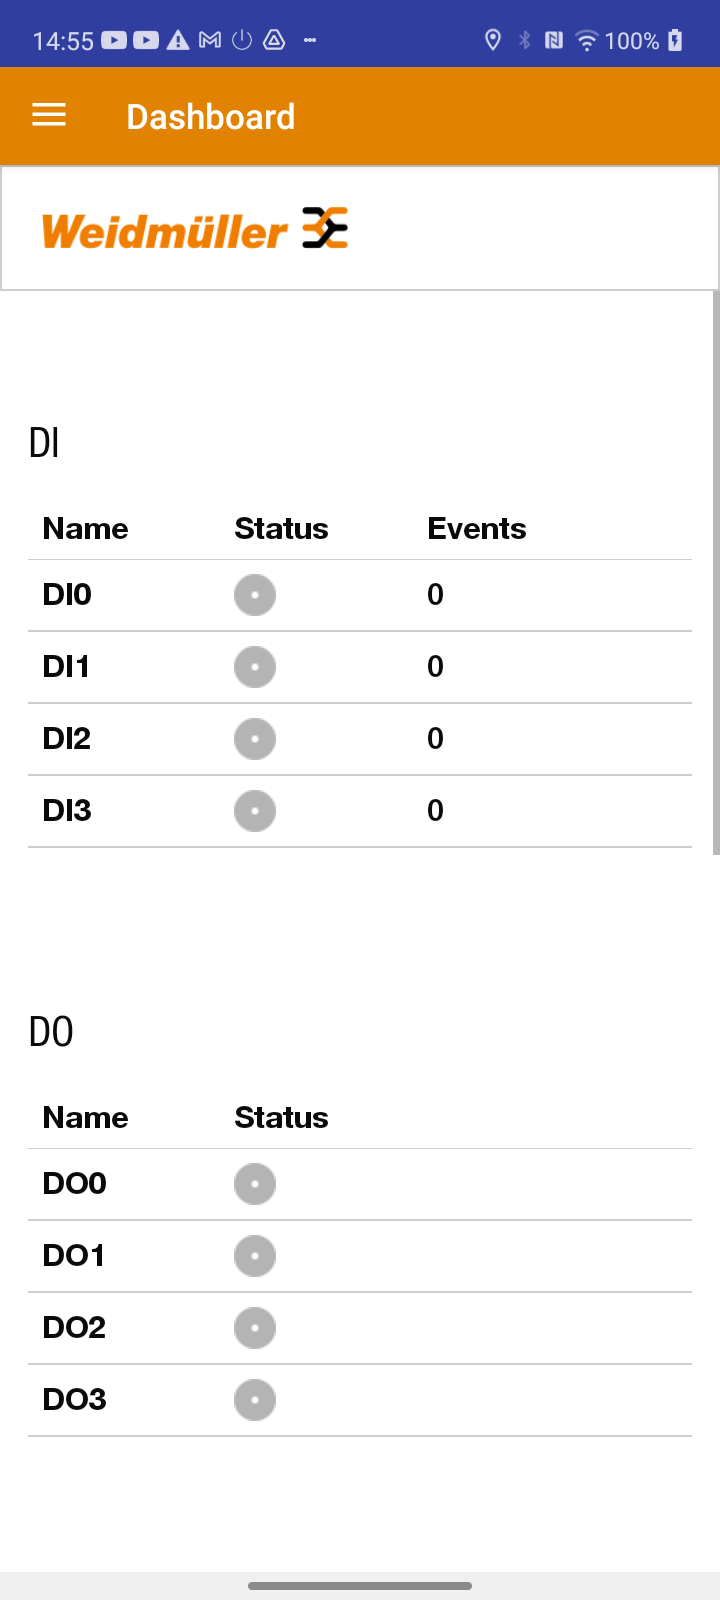 14:55 100%
Dashboard
Weidmüller
DI
Name Status Events
DI0 0
DI1 0
DI2 0
DI3 0
DO
Name Status
DO0
DO1
DO2
DO3